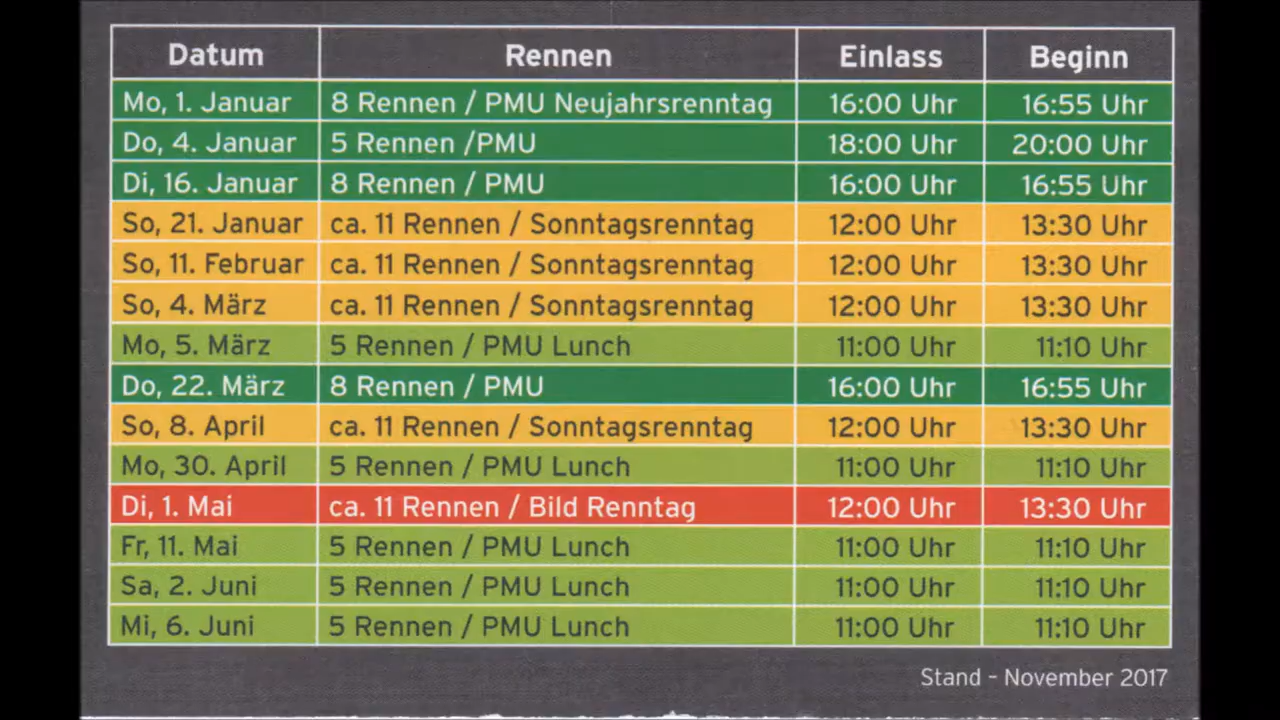 Datum Rennen Einlass Beginn
Mo, 1. Januar 8 Rennen / PMU Neujahrsrenntag 16:00 Uhr 16:55 Uhr
Do, 4. Januar 5 Rennen /PMU 18:00 Uhr 20:00 Uhr
Di, 16. Januar 8 Rennen / PMU 16:00 Uhr 16:55 Uhr
So, 21. Januar ca. 11 Rennen / Sonntagsrenntag 12:00 Uhr 13:30 Uhr
So, 11. Februar ca. 11 Rennen / Sonntagsrenntag 12:00 Uhr 13:30 Uhr
So, 4. März ca. 11 Rennen / Sonntagsrenntag 12:00 Uhr 13:30 Uhr
Mo, 5. März 5 Rennen / PMU Lunch 11:00 Uhr 11:10 Uhr
Do, 22. März 8 Rennen / PMU 16:00 Uhr 16:55 Uhr
So, 8. April ca. 11 Rennen / Sonntagsrenntag 12:00 Uhr 13:30 Uhr
Mo, 30. April 5 Rennen / PMU Lunch 11:00 Uhr 11:10 Uhr
Di, 1. Mai ca. 11 Rennen / Bild Renntag 12:00 Uhr 13:30 Uhr
Fr, 11. Mai 5 Rennen / PMU Lunch 11:00 Uhr 11:10 Uhr
Sa, 2. Juni 5 Rennen / PMU Lunch 11:00 Uhr 11:10 Uhr
Mi, 6. Juni 5 Rennen / PMU Lunch 11:00 Uhr 11:10 Uhr
Stand - November 2017